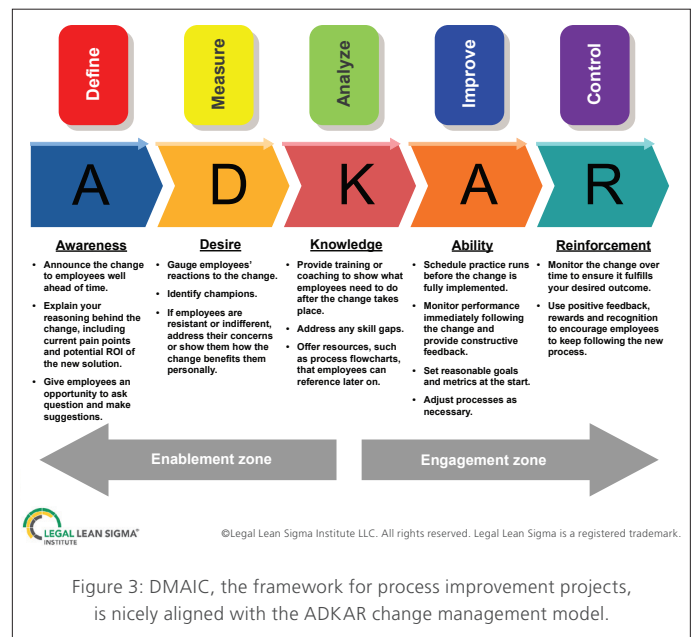 Define
Measure
Analyze
Improve
Control
A
D
K
A
R
Awareness
• Announce the change
to employees well
ahead of time.
• Explain your
reasoning behind the
change, including
current pain points
and potential ROI of
the new solution.
• Give employees an
opportunity to ask
question and make
suggestions.
Desire
• Gauge employees'
reactions to the change.
• Identify champions.
• If employees are
resistant or indifferent,
address their concerns
or show them how the
change benefits them
personally.
Knowledge
• Provide training or
coaching to show what
employees need to do
after the change takes
place.
• Address any skill gaps.
• Offer resources, such
as process flowcharts,
that employees can
reference later on.
Ability
• Schedule practice runs
before the change is
fully implemented.
• Monitor performance
immediately following
the change and
provide constructive
feedback.
• Set reasonable goals
and metrics at the start.
• Adjust processes as
necessary.
Reinforcement
• Monitor the change over
time to ensure it fulfills
your desired outcome.
• Use positive feedback,
rewards and recognition
to encourage employees
to keep following the new
process.
Enablement zone
Engagement zone
LEGAL LEAN SIGMA®
INSTITUTE
©Legal Lean Sigma Institute LLC. All rights reserved. Legal Lean Sigma is a registered trademark.
Figure 3: DMAIC, the framework for process improvement projects,
is nicely aligned with the ADKAR change management model.